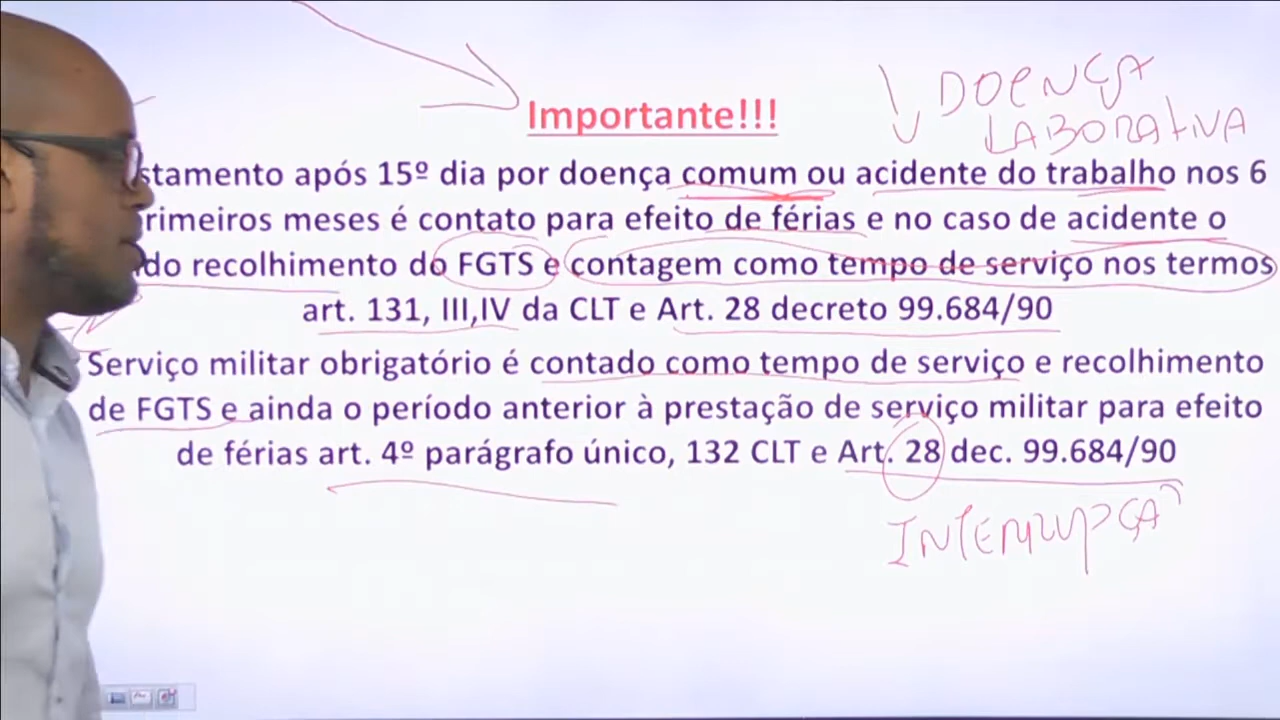 Importante!!!
DOENÇA
LABORATIVA
stamento após 15º dia por doença comum ou acidente do trabalho nos 6
rimeiros meses é contato para efeito de férias e no caso de acidente o
do recolhimento do FGTS e contagem como tempo de serviço nos termos
art. 131, III,IV da CLT e Art. 28 decreto 99.684/90
Serviço militar obrigatório é contado como tempo de serviço e recolhimento
de FGTS e ainda o período anterior à prestação de serviço militar para efeito
de férias art. 4º parágrafo único, 132 CLT e Art. 28 dec. 99.684/90
INTERRUPÇA